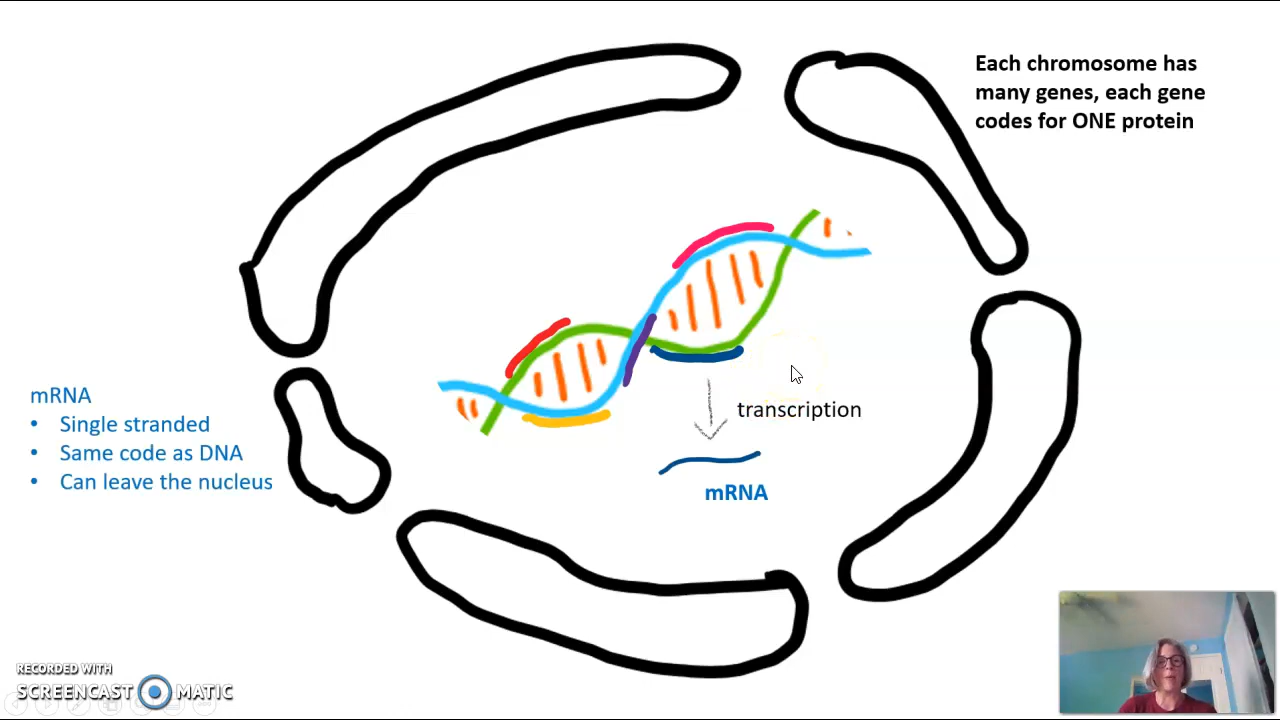 Each chromosome has
many genes, each gene
codes for ONE protein
mRNA
• Single stranded
• Same code as DNA
• Can leave the nucleus
transcription
mRNA
RECORDED WITH
SCREENCAST MATIC